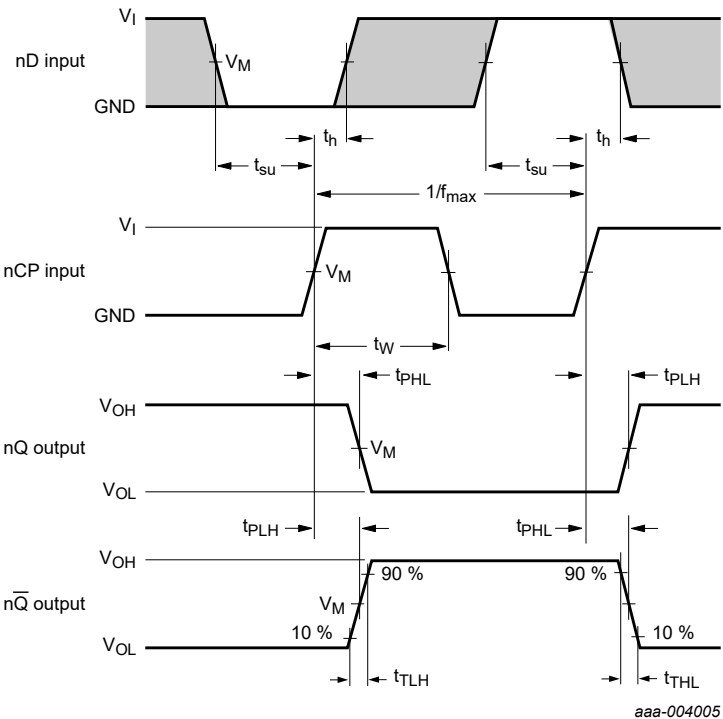 V_I
nD input
V_M
GND
t_h
t_h
t_su
t_su
1/f_max
V_I
nCP input
V_M
GND
t_W
t_PHL
t_PLH
V_OH
nQ output
V_M
V_OL
t_PLH
t_PHL
V_OH
90 %
90 %
nQ̅ output
V_M
10 %
10 %
V_OL
t_TLH
t_THL
aaa-004005